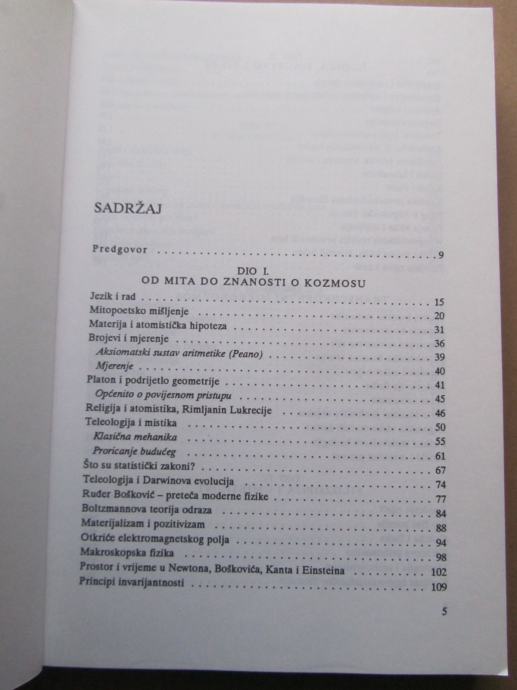 SADRŽAJ
Predgovor . . . . . . . . . . . . . . . . . . . . . . . . . . . . . . . . . . . . . . . . . 9
DIO I.
OD MITA DO ZNANOSTI O KOZMOSU
Jezik i rad . . . . . . . . . . . . . . . . . . . . . . . . . . . . . . . . . . . . . . . . . 15
Mitopoetsko mišljenje . . . . . . . . . . . . . . . . . . . . . . . . . . . . . . . . . . . 20
Materija i atomistička hipoteza . . . . . . . . . . . . . . . . . . . . . . . . . . . . . 31
Brojevi i mjerenje . . . . . . . . . . . . . . . . . . . . . . . . . . . . . . . . . . . . . 36
Aksiomatski sustav aritmetike (Peano) . . . . . . . . . . . . . . . . . . . . . . . . . 39
Mjerenje . . . . . . . . . . . . . . . . . . . . . . . . . . . . . . . . . . . . . . . . . 40
Platon i podrijetlo geometrije . . . . . . . . . . . . . . . . . . . . . . . . . . . . . . 41
Općenito o povijesnom pristupu . . . . . . . . . . . . . . . . . . . . . . . . . . . . . 45
Religija i atomistika, Rimljanin Lukrecije . . . . . . . . . . . . . . . . . . . . . . 46
Teleologija i mistika . . . . . . . . . . . . . . . . . . . . . . . . . . . . . . . . . . . 50
Klasična mehanika . . . . . . . . . . . . . . . . . . . . . . . . . . . . . . . . . . . . 55
Proricanje budućeg . . . . . . . . . . . . . . . . . . . . . . . . . . . . . . . . . . . . 61
Što su statistički zakoni? . . . . . . . . . . . . . . . . . . . . . . . . . . . . . . . . 67
Teleologija i Darwinova evolucija . . . . . . . . . . . . . . . . . . . . . . . . . . . 74
Ruđer Bošković – preteča moderne fizike . . . . . . . . . . . . . . . . . . . . . . . 77
Boltzmannova teorija odraza . . . . . . . . . . . . . . . . . . . . . . . . . . . . . . . 84
Materijalizam i pozitivizam . . . . . . . . . . . . . . . . . . . . . . . . . . . . . . . 88
Otkriće elektromagnetskog polja . . . . . . . . . . . . . . . . . . . . . . . . . . . . 94
Makroskopska fizika . . . . . . . . . . . . . . . . . . . . . . . . . . . . . . . . . . . . 98
Prostor i vrijeme u Newtona, Boškovića, Kanta i Einsteina . . . . . . . . . . . . 102
Principi invarijantnosti . . . . . . . . . . . . . . . . . . . . . . . . . . . . . . . . . 109
5